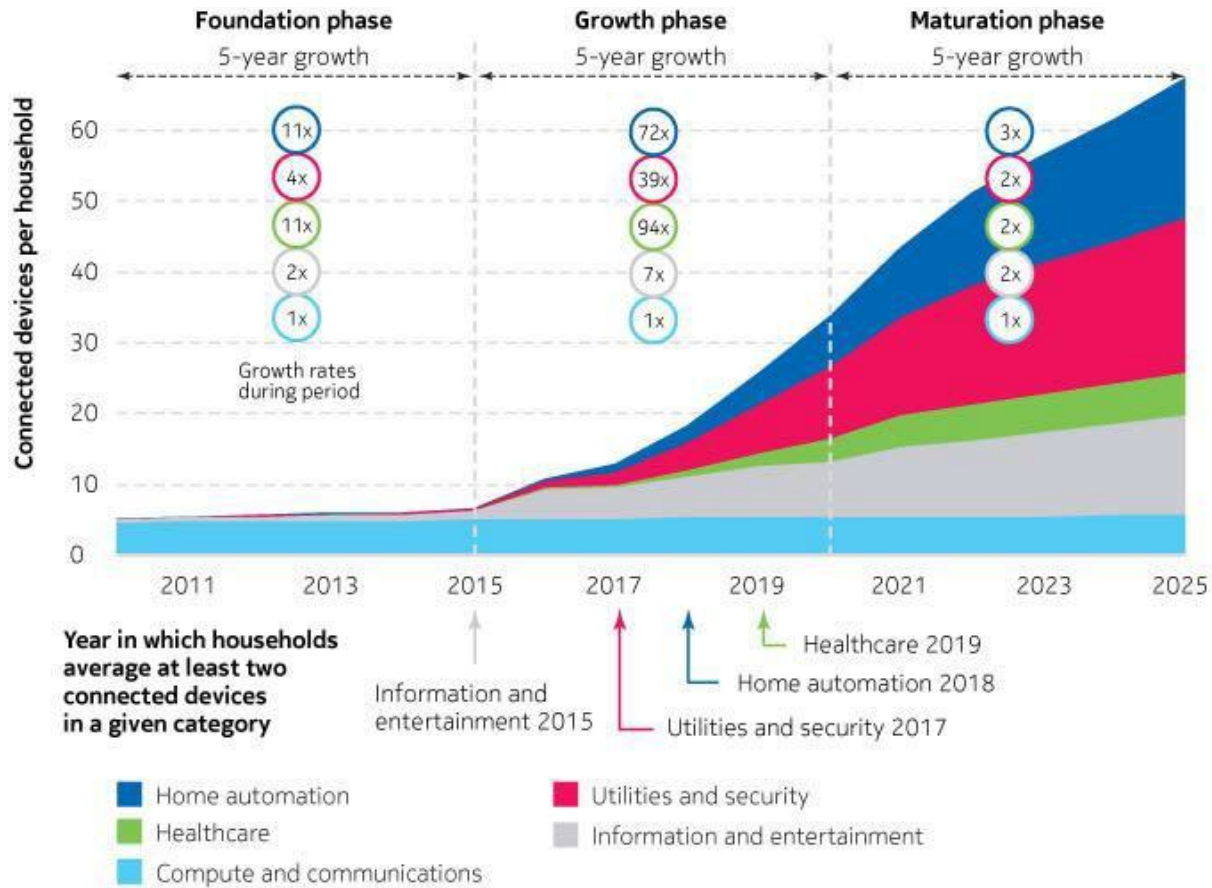 Foundation phase
Growth phase
Maturation phase
5-year growth
5-year growth
5-year growth
Connected devices per household
60
50
40
30
20
10
0
11x
4x
11x
2x
1x
Growth rates
during period
72x
39x
94x
7x
1x
3x
2x
2x
2x
1x
2011
2013
2015
2017
2019
2021
2023
2025
Year in which households
average at least two
connected devices
in a given category
Information and
entertainment 2015
Healthcare 2019
Home automation 2018
Utilities and security 2017
Home automation
Utilities and security
Healthcare
Information and entertainment
Compute and communications